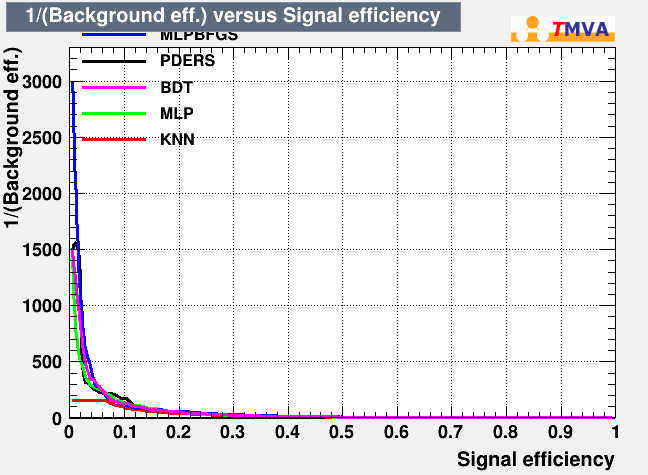 1/(Background eff.) versus Signal efficiency
TMVA
MLPBFGS
PDERS
BDT
MLP
KNN
1/(Background eff.)
3000
2500
2000
1500
1000
500
0
0 0.1 0.2 0.3 0.4 0.5 0.6 0.7 0.8 0.9 1
Signal efficiency